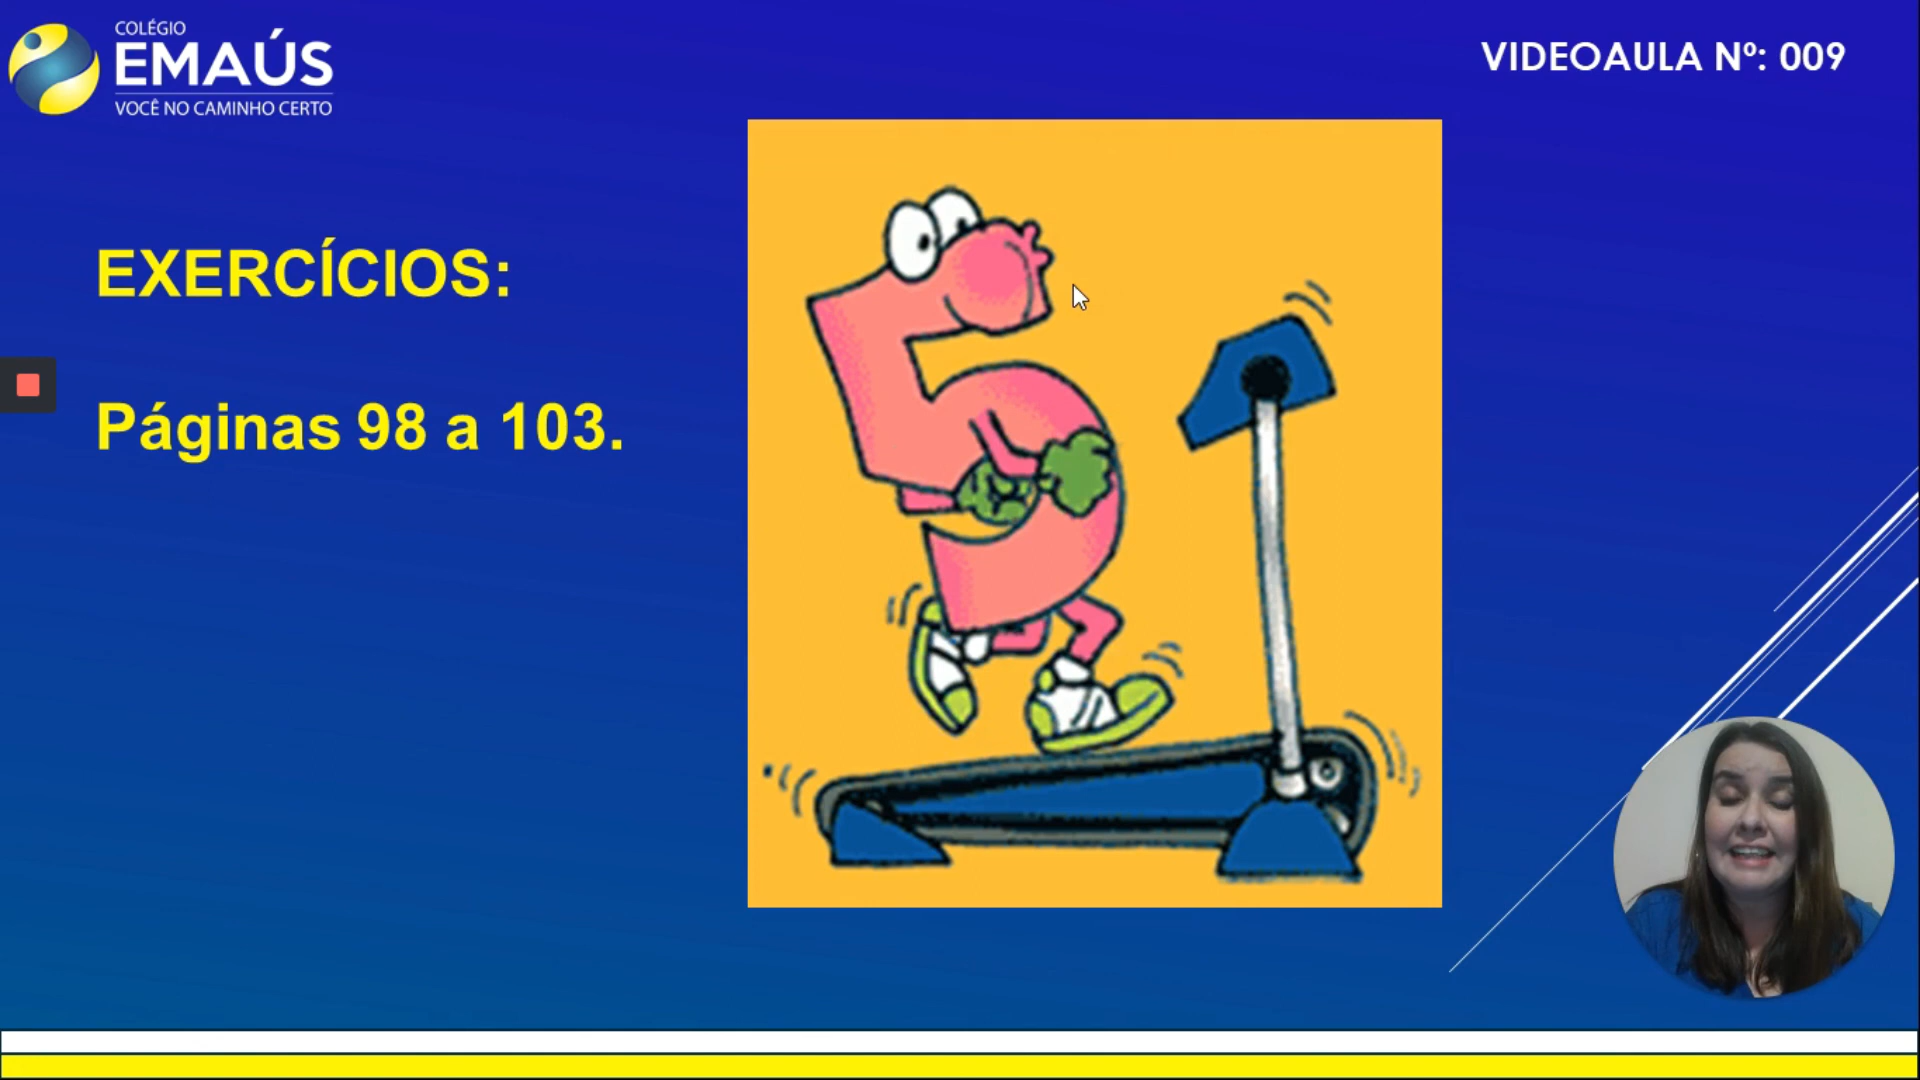 COLÉGIO
EMAÚS
VOCÊ NO CAMINHO CERTO
VIDEOAULA Nº: 009
EXERCÍCIOS:
Páginas 98 a 103.